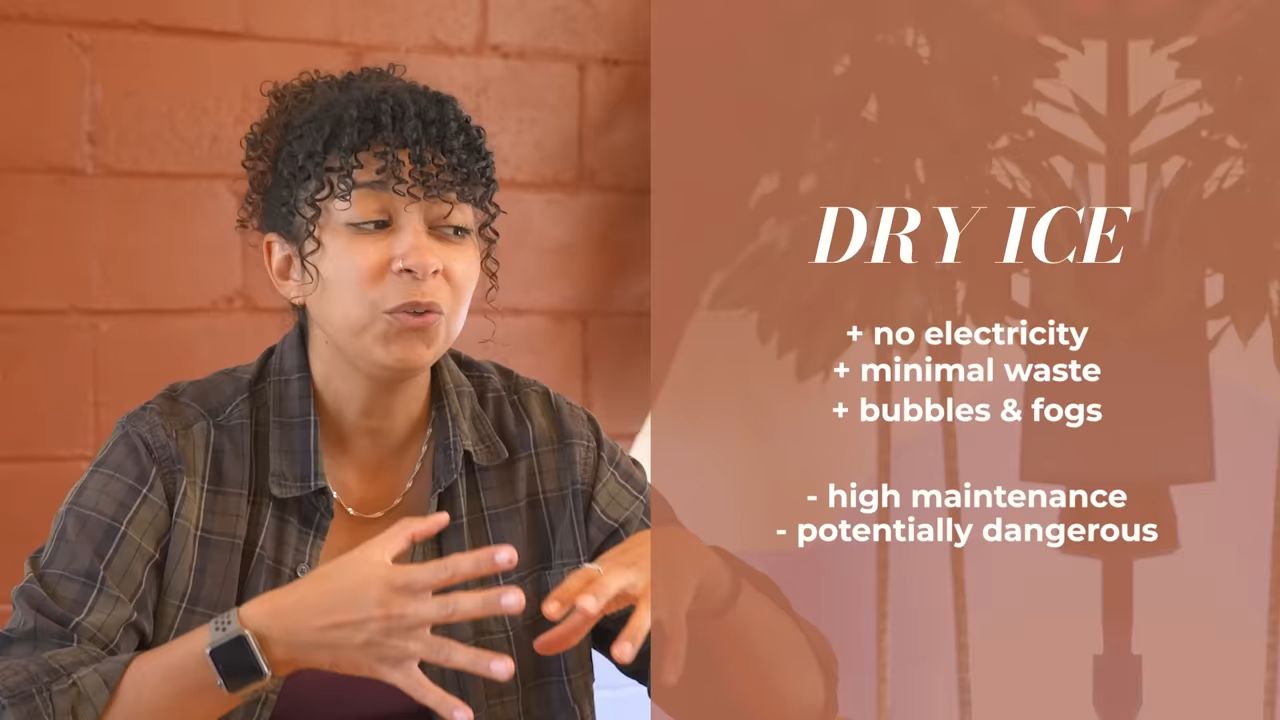 DRY ICE
+ no electricity
+ minimal waste
+ bubbles & fogs
- high maintenance
- potentially dangerous